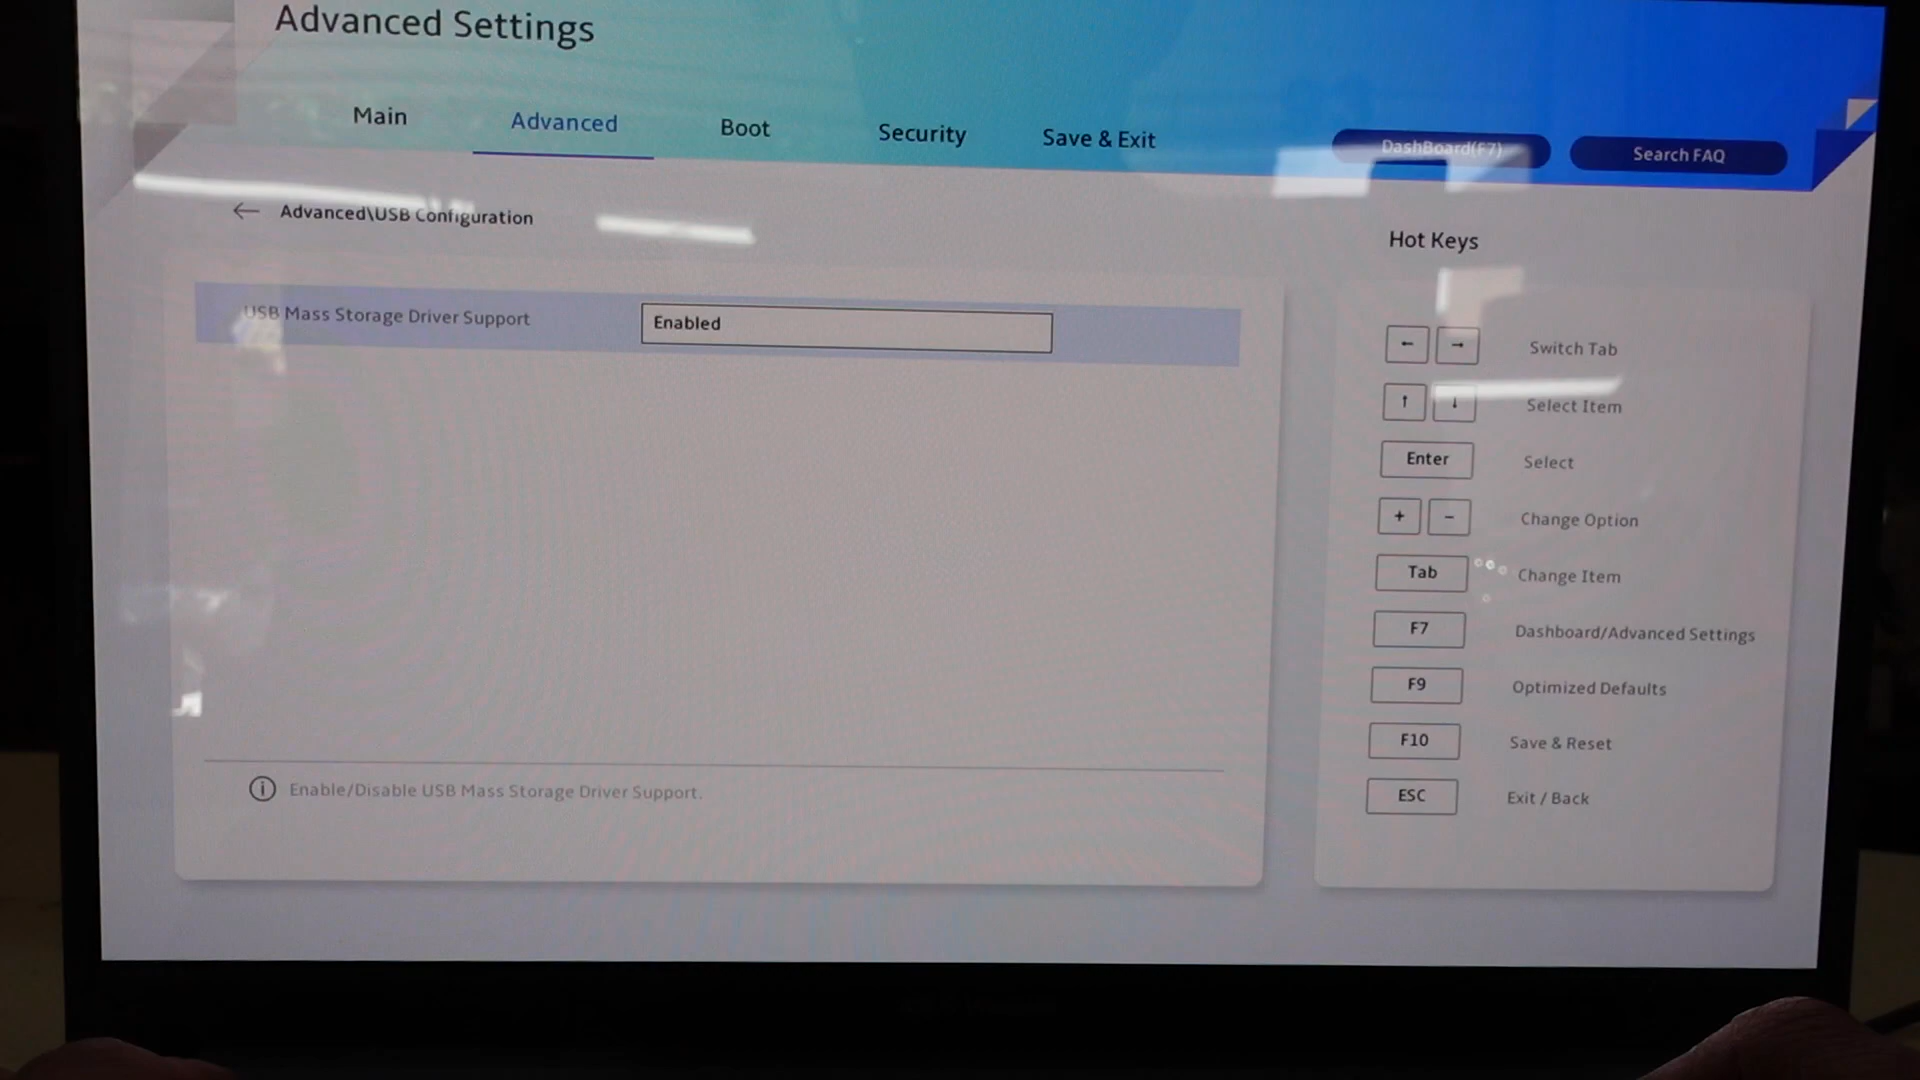 Advanced Settings
Main
Advanced
Boot
Security
Save & Exit
DashBoard(F7)
Search FAQ
← Advanced\USB Configuration
USB Mass Storage Driver Support
Enabled
Enable/Disable USB Mass Storage Driver Support.
Hot Keys
← → Switch Tab
↑ ↓ Select Item
Enter Select
+ - Change Option
Tab Change Item
F7 Dashboard/Advanced Settings
F9 Optimized Defaults
F10 Save & Reset
ESC Exit / Back